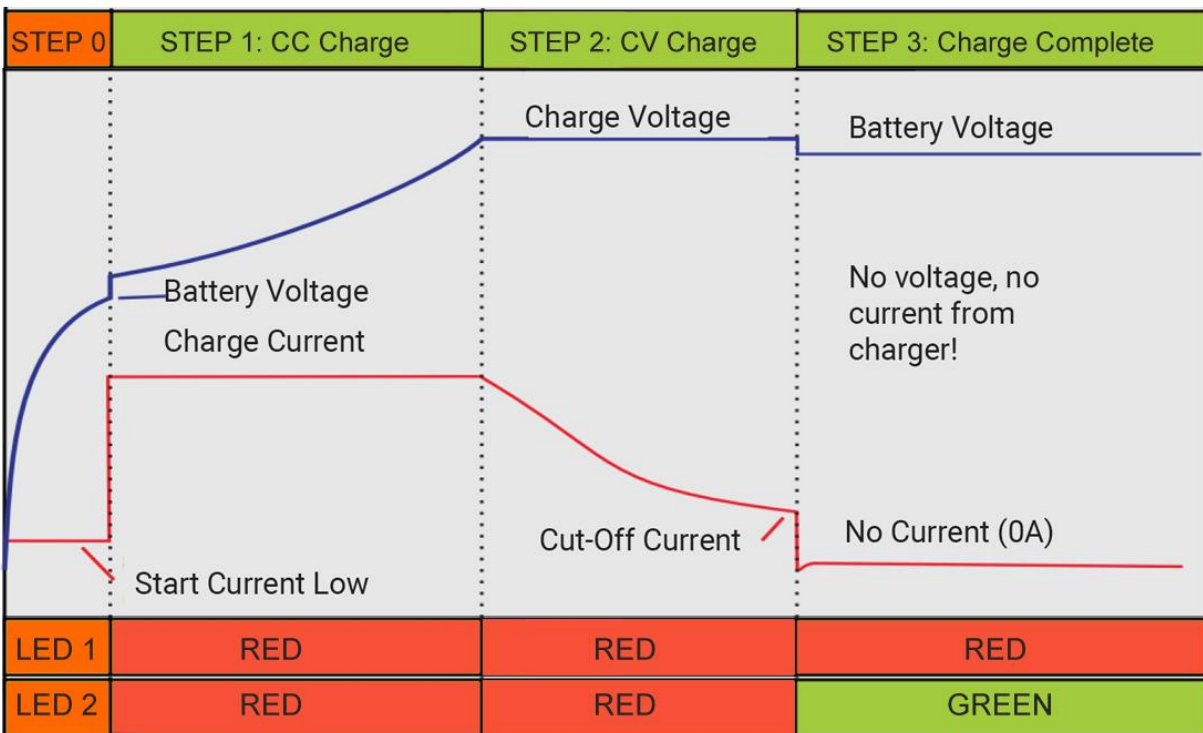 STEP 0
STEP 1: CC Charge
STEP 2: CV Charge
STEP 3: Charge Complete
Charge Voltage
Battery Voltage
Battery Voltage
Charge Current
No voltage, no
current from
charger!
Cut-Off Current
No Current (0A)
Start Current Low
LED 1
RED
RED
RED
LED 2
RED
RED
GREEN